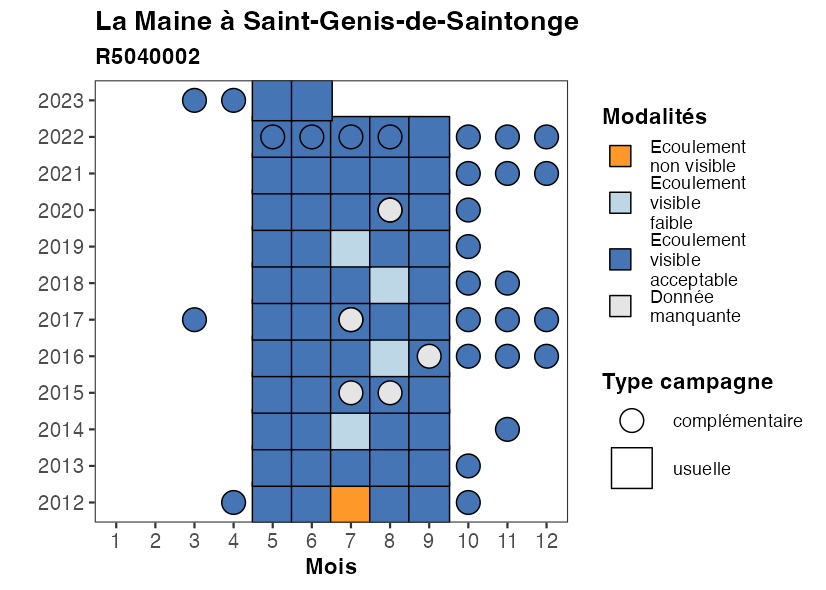 La Maine à Saint-Genis-de-Saintonge
R5040002
2023
2022
2021
2020
2019
2018
2017
2016
2015
2014
2013
2012
1 2 3 4 5 6 7 8 9 10 11 12
Mois
Modalités
Ecoulement
non visible
Ecoulement
visible
faible
Ecoulement
visible
acceptable
Donnée
manquante
Type campagne
complémentaire
usuelle